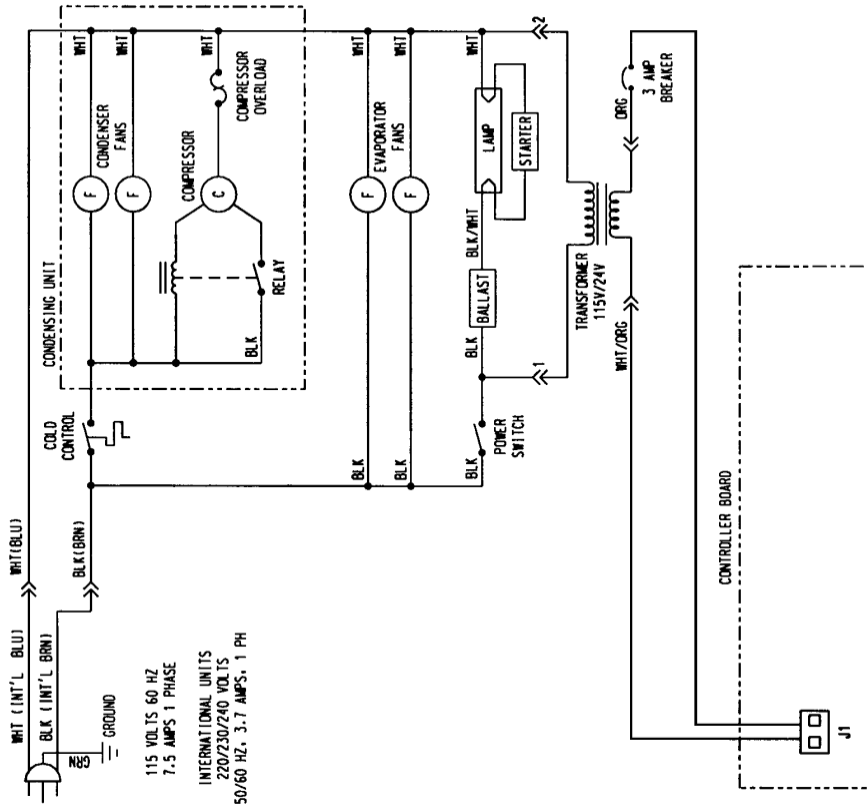 WHT (INT'L BLU)
BLK (INT'L BRN)
GRN
GROUND
115 VOLTS 60 HZ
7.5 AMPS 1 PHASE
INTERNATIONAL UNITS
220/230/240 VOLTS
50/60 HZ. 3.7 AMPS. 1 PH
WHT(BLU)
BLK(BRN)
COLD
CONTROL
CONDENSING UNIT
WHT
F
CONDENSER
FANS
WHT
F
WHT
COMPRESSOR
OVERLOAD
COMPRESSOR
C
RELAY
BLK
WHT
F
EVAPORATOR
FANS
WHT
F
BLK
BLK
POWER
SWITCH
BLK
BALLAST
BLK/WHT
LAMP
WHT
STARTER
1
2
TRANSFORMER
115V/24V
WHT/ORG
ORG
3 AMP
BREAKER
CONTROLLER BOARD
J1